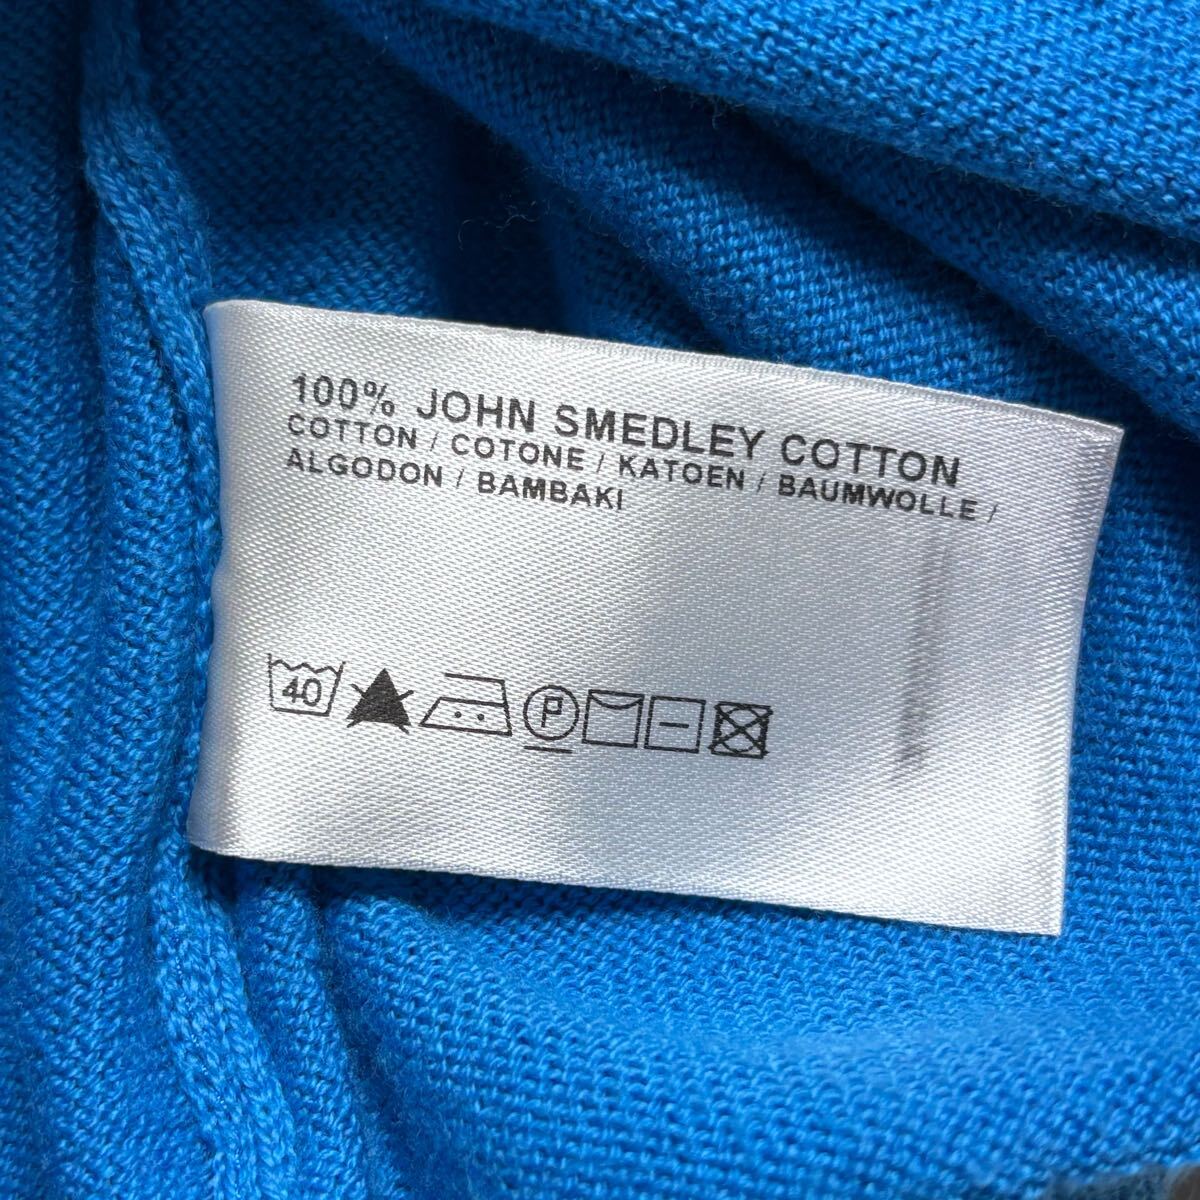 100% JOHN SMEDLEY COTTON
COTTON / COTONE / KATOEN / BAUMWOLLE /
ALGODON / BAMBAKI
40 P